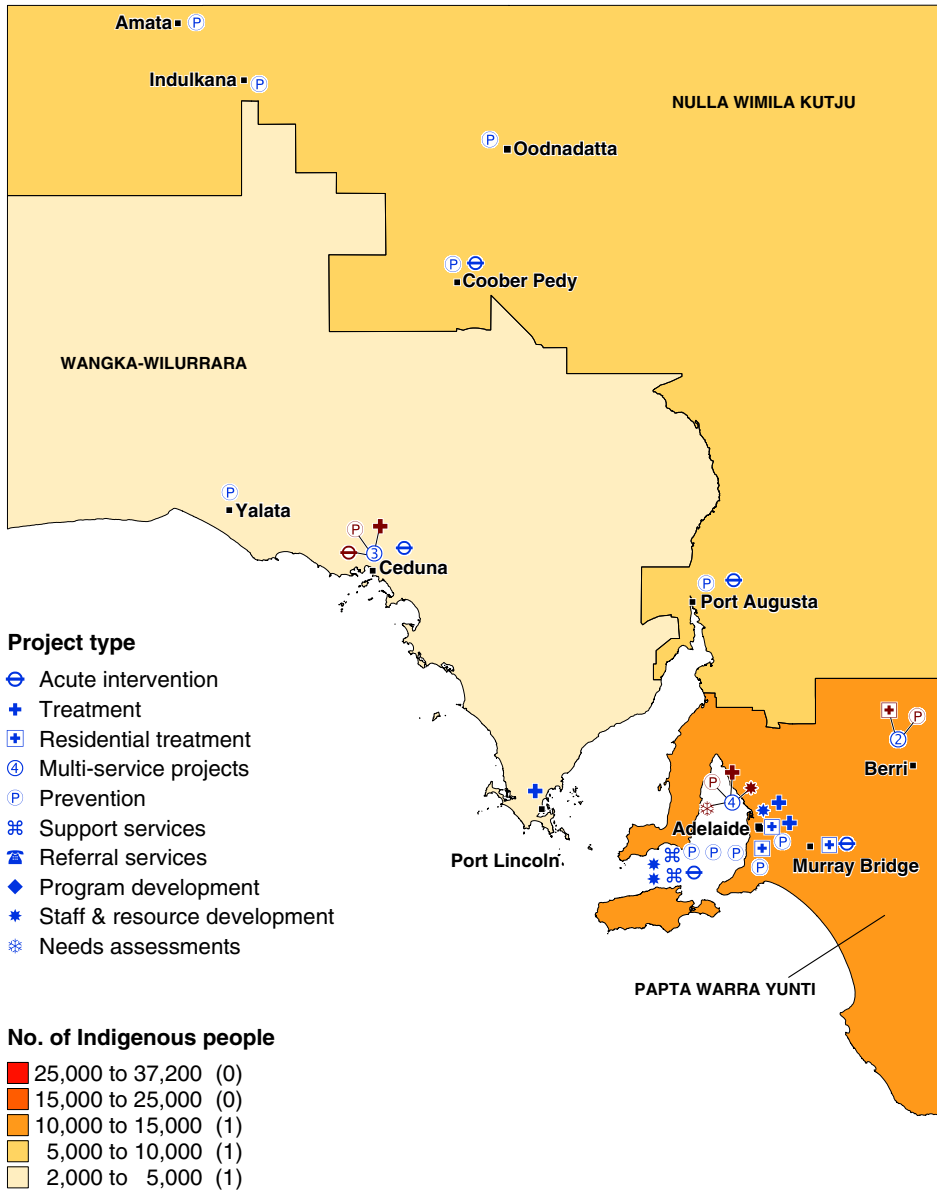 Amata P
Indulkana P
NULLA WIMILA KUTJU
P Oodnadatta
P
Coober Pedy
WANGKA-WILURRARA
P
Yalata
P
3
Ceduna
P
Port Augusta
Project type
Acute intervention
Treatment
Residential treatment
4 Multi-service projects
P Prevention
Support services
Referral services
Program development
Staff & resource development
Needs assessments
P
2
Berri
P
4
Adelaide
P
P P P
P
Murray Bridge
Port Lincoln
PAPTA WARRA YUNTI
No. of Indigenous people
25,000 to 37,200 (0)
15,000 to 25,000 (0)
10,000 to 15,000 (1)
5,000 to 10,000 (1)
2,000 to 5,000 (1)